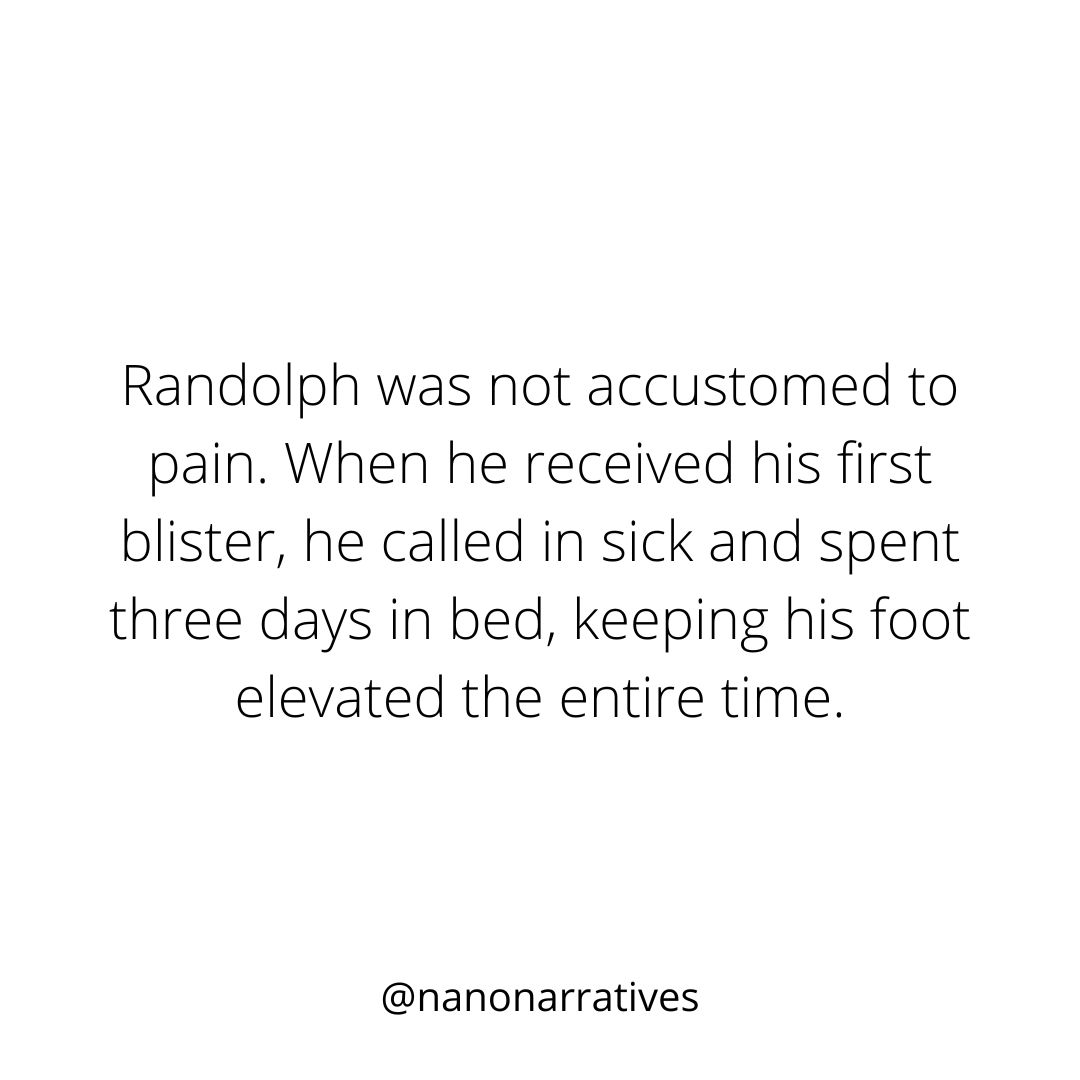 Randolph was not accustomed to
pain. When he received his first
blister, he called in sick and spent
three days in bed, keeping his foot
elevated the entire time.
@nanonarratives